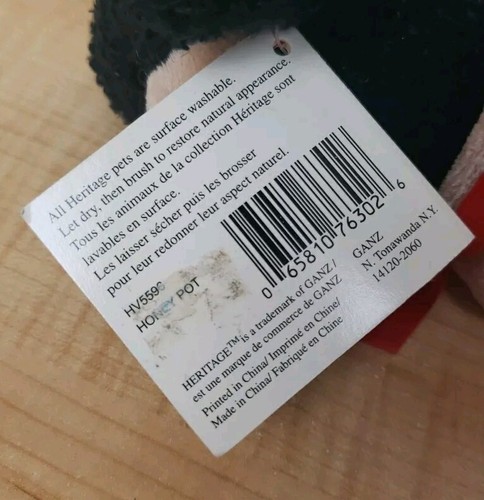 All Heritage pets are surface washable.
Let dry, then brush to restore natural appearance.
Tous les animaux de la collection Héritage sont
lavables en surface.
Les laisser sécher puis les brosser
pour leur redonner leur aspect naturel.
0 65810 76302 6
HONEY POT
HERITAGE™ is a trademark of GANZ /
est une marque de commerce de GANZ
Printed in China/ Imprimé en Chine/
Made in China/ Fabriqué en Chine
GANZ
N. Tonawanda N.Y.
14120-2060